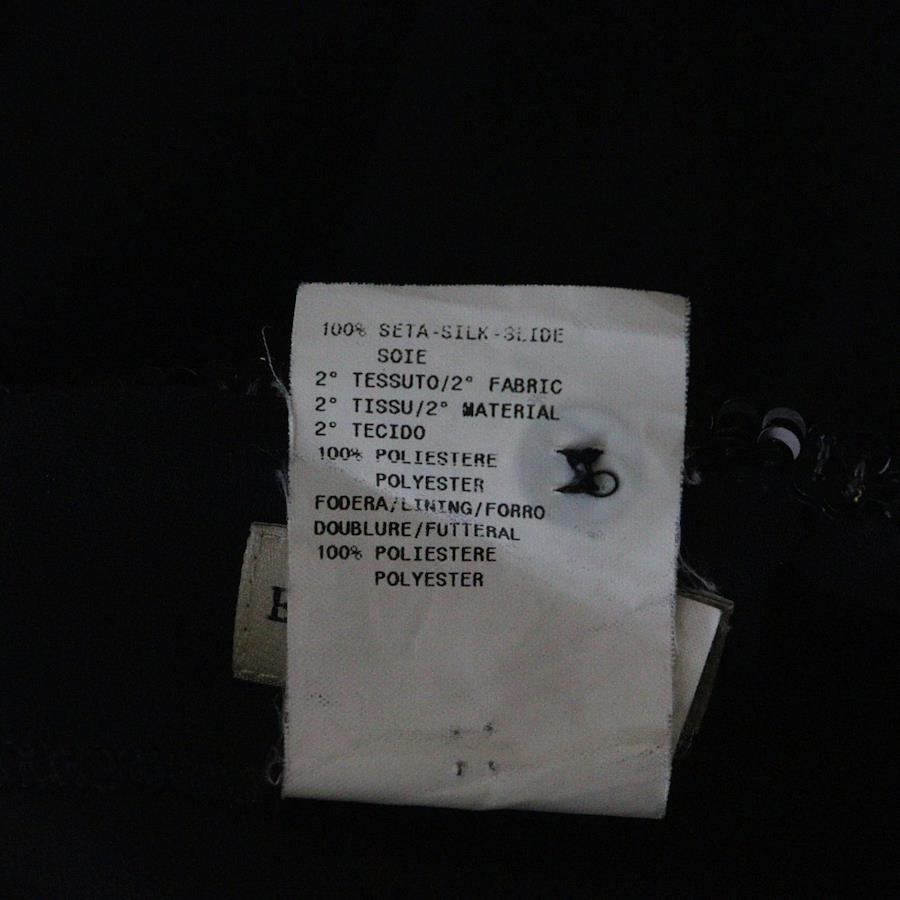 100% SETA-SILK-SLIDE
SOIE
2° TESSUTO/2° FABRIC
2° TISSU/2° MATERIAL
2° TECIDO
100% POLIESTERE
POLYESTER
FODERA/LINING/FORRO
DOUBLURE/FUTTERAL
100% POLIESTERE
POLYESTER